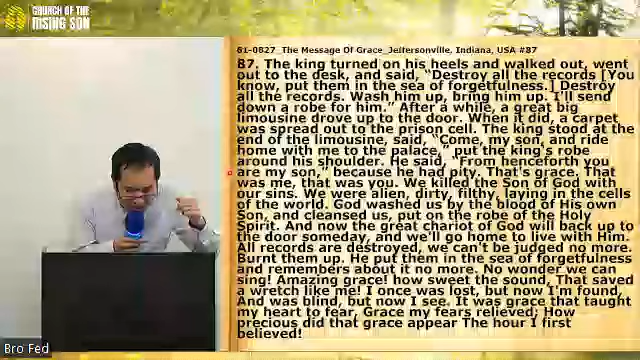 CHURCH OF THE
RISING SON
61-0827_The Message Of Grace_Jeffersonville, Indiana, USA #87
87. The king turned on his heels and walked out, went
out to the desk, and said, “Destroy all the records [You
know, put them in the sea of forgetfulness.] Destroy
all the records. Wash him up, bring him up. I'll send
down a robe for him.” After a while, a great big
limousine drove up to the door. When it did, a carpet
was spread out to the prison cell. The king stood at the
end of the limousine, said, “Come, my son, and ride
home with me to the palace,” put the king's robe
around his shoulder. He said, “From henceforth you
are my son,” because he had pity. That's grace. That
was me, that was you. We killed the Son of God with
our sins. We were alien, dirty, filthy, laying in the cells
of the world. God washed us by the blood of His own
Son, and cleansed us, put on the robe of the Holy
Spirit. And now the great chariot of God will back up to
the door someday, and we'll go home to live with Him.
All records are destroyed, we can't be judged no more.
Burnt them up. He put them in the sea of forgetfulness
and remembers about it no more. No wonder we can
sing! Amazing grace! how sweet the sound, That saved
a wretch like me! I once was lost, but now I'm found,
And was blind, but now I see. It was grace that taught
my heart to fear, Grace my fears relieved; How
precious did that grace appear The hour I first
believed!
Bro Fed